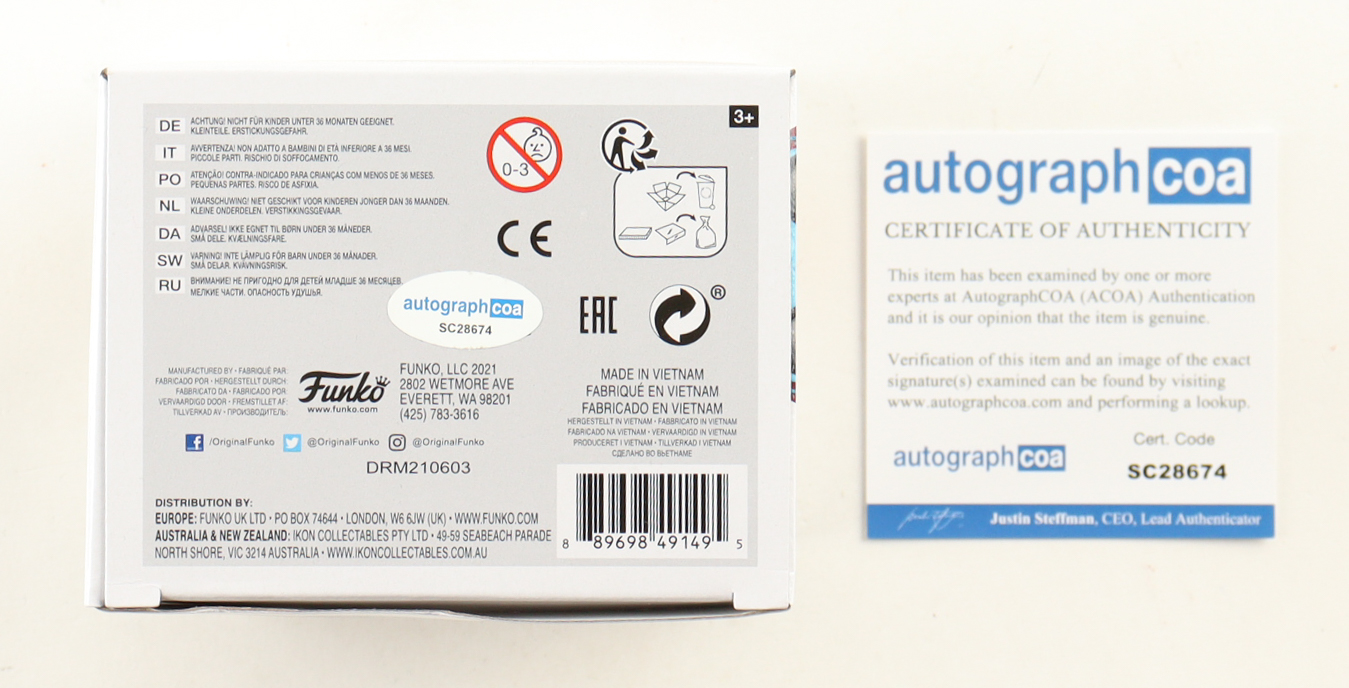 3+
DE ACHTUNG! NICHT FÜR KINDER UNTER 36 MONATEN GEEIGNET.
KLEINTEILE. ERSTICKUNGSGEFAHR.
IT AVVERTENZA: NON ADATTO A BAMBINI DI ETÀ INFERIORE A 36 MESI.
PICCOLE PARTI. RISCHIO DI SOFFOCAMENTO.
PO ATENÇÃO! CONTRA-INDICADO PARA CRIANÇAS COM MENOS DE 36 MESES.
PEQUENAS PARTES. RISCO DE ASFIXIA.
NL WAARSCHUWING! NIET GESCHIKT VOOR KINDEREN JONGER DAN 36 MAANDEN.
KLEINE ONDERDELEN. VERSTIKKINGSGEVAAR.
DA ADVARSEL! IKKE EGNET TIL BØRN UNDER 36 MÅNEDER.
SMÅ DELE. KVÆLNINGSFARE.
SW VARNING! INTE LÄMPLIG FÖR BARN UNDER 36 MÅNADER.
SMÅ DELAR. KVÄVNINGSRISK.
RU ВНИМАНИЕ! НЕ ПРИГОДНО ДЛЯ ДЕТЕЙ МЛАДШЕ 36 МЕСЯЦЕВ.
МЕЛКИЕ ЧАСТИ. ОПАСНОСТЬ УДУШЬЯ.
0-3
CE
autograph coa
SC28674
EAC
®
MANUFACTURED BY • FABRIQUÉ PAR:
FABRICADO POR • HERGESTELLT DURCH:
FABBRICATO DA • FABRICADO POR:
VERVAARDIGD DOOR • FREMSTILLET AF:
TILLVERKAD AV • ПРОИЗВОДИТЕЛЬ:
Funko
www.funko.com
FUNKO, LLC 2021
2802 WETMORE AVE
EVERETT, WA 98201
(425) 783-3616
MADE IN VIETNAM
FABRIQUÉ EN VIETNAM
FABRICADO EN VIETNAM
HERGESTELLT IN VIETNAM • FABBRICATO IN VIETNAM
FABRICADO NA VIETNAM • VERVAARDIGD IN VIETNAM
PRODUCERET I VIETNAM • TILLVERKAD I VIETNAM
СДЕЛАНО ВО ВЬЕТНАМЕ
/OriginalFunko @OriginalFunko @OriginalFunko
DRM210603
DISTRIBUTION BY:
EUROPE: FUNKO UK LTD • PO BOX 74644 • LONDON, W6 6JW (UK) • WWW.FUNKO.COM
AUSTRALIA & NEW ZEALAND: IKON COLLECTABLES PTY LTD • 49-59 SEABEACH PARADE
NORTH SHORE, VIC 3214 AUSTRALIA • WWW.IKONCOLLECTABLES.COM.AU
8 89698 49149 5
autograph coa
CERTIFICATE OF AUTHENTICITY
This item has been examined by one or more
experts at AutographCOA (ACOA) Authentication
and it is our opinion that the item is genuine.
Verification of this item and an image of the exact
signature(s) examined can be found by visiting
www.autographcoa.com and performing a lookup.
autograph coa
Cert. Code
SC28674
Justin Steffman, CEO, Lead Authenticator